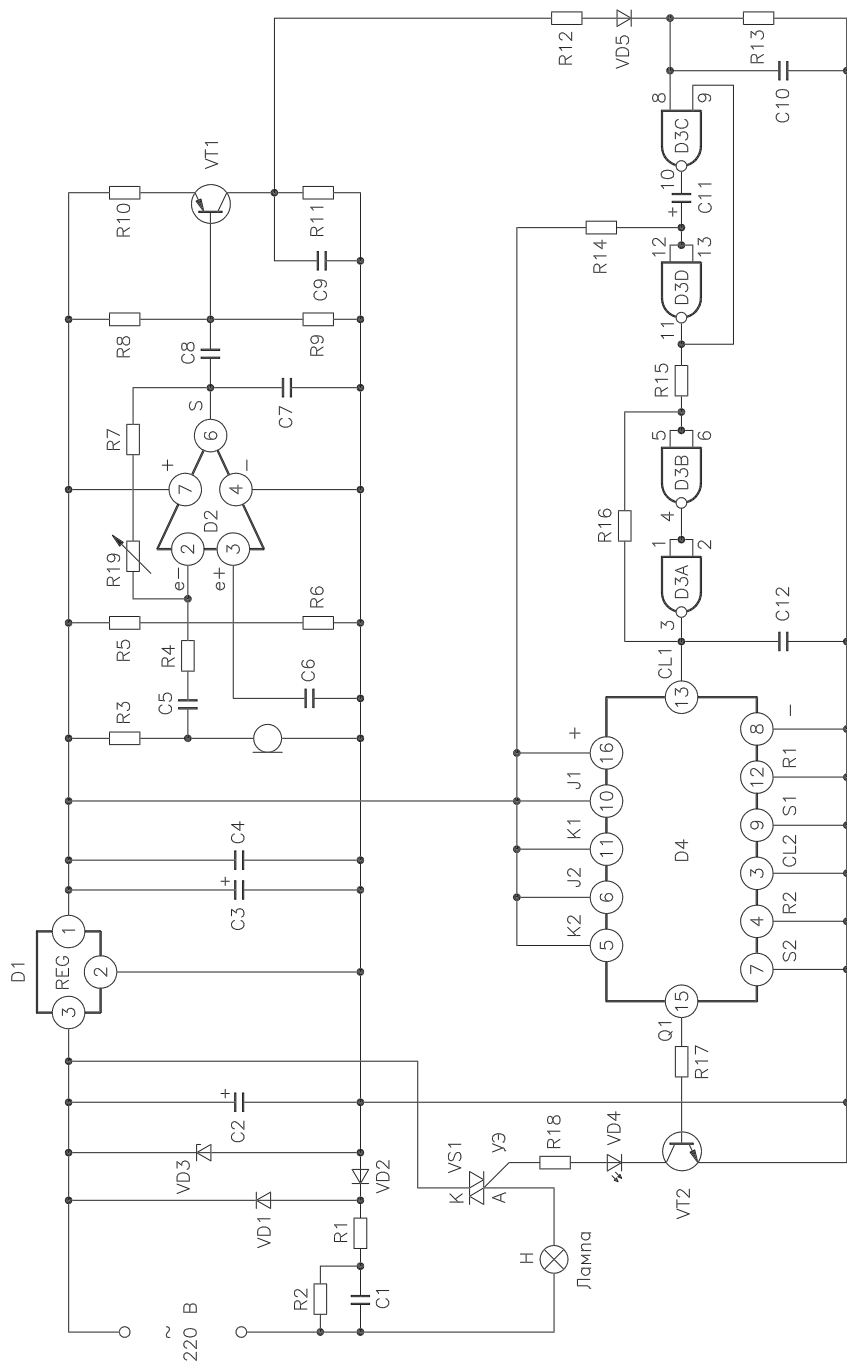 ~
220 В
R2
C1
R1
VD1
VD2
VD3
C2
+
D1
REG
3
1
2
C3
+
C4
R3
C5
R4
R5
R6
C6
R19
R7
e−
e+
2
3
D2
7
4
6
+
−
S
C7
C8
R8
R9
C9
R10
R11
VT1
H
Лампа
VS1
К
А
УЭ
R18
VD4
VT2
R17
Q1
15
D4
K2
J2
K1
J1
+
5
6
11
10
16
S2
R2
CL2
S1
R1
−
7
4
3
9
12
8
CL1
13
3
D3A
1
2
C12
R16
4
D3B
5
6
R15
11
D3D
12
13
R14
+
C11
10
D3C
8
9
C10
R12
VD5
R13